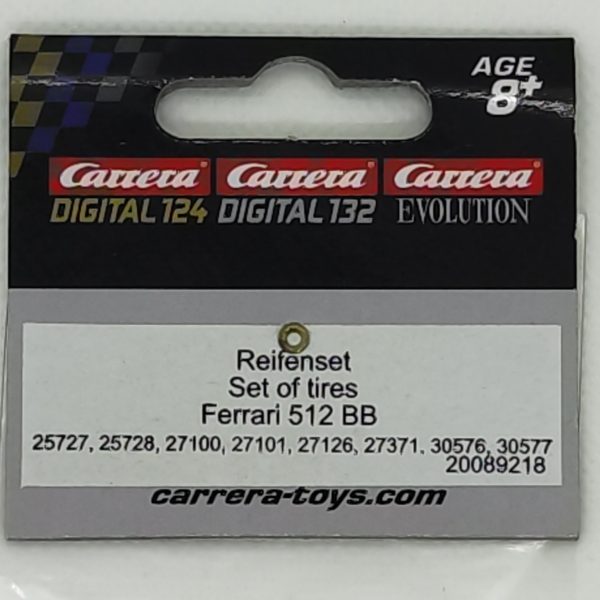 AGE
8+
Carrera® Carrera® Carrera®
DIGITAL 124 DIGITAL 132 EVOLUTION
Reifenset
Set of tires
Ferrari 512 BB
25727, 25728, 27100, 27101, 27126, 27371, 30576, 30577
20089218
carrera-toys.com